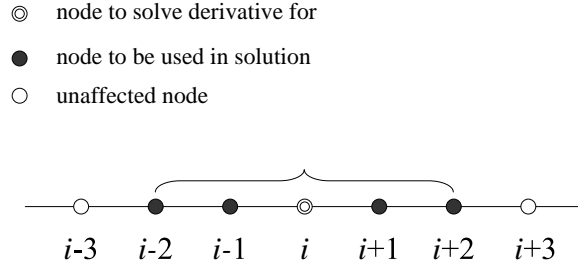 node to solve derivative for
node to be used in solution
unaffected node
i-3 i-2 i-1 i i+1 i+2 i+3